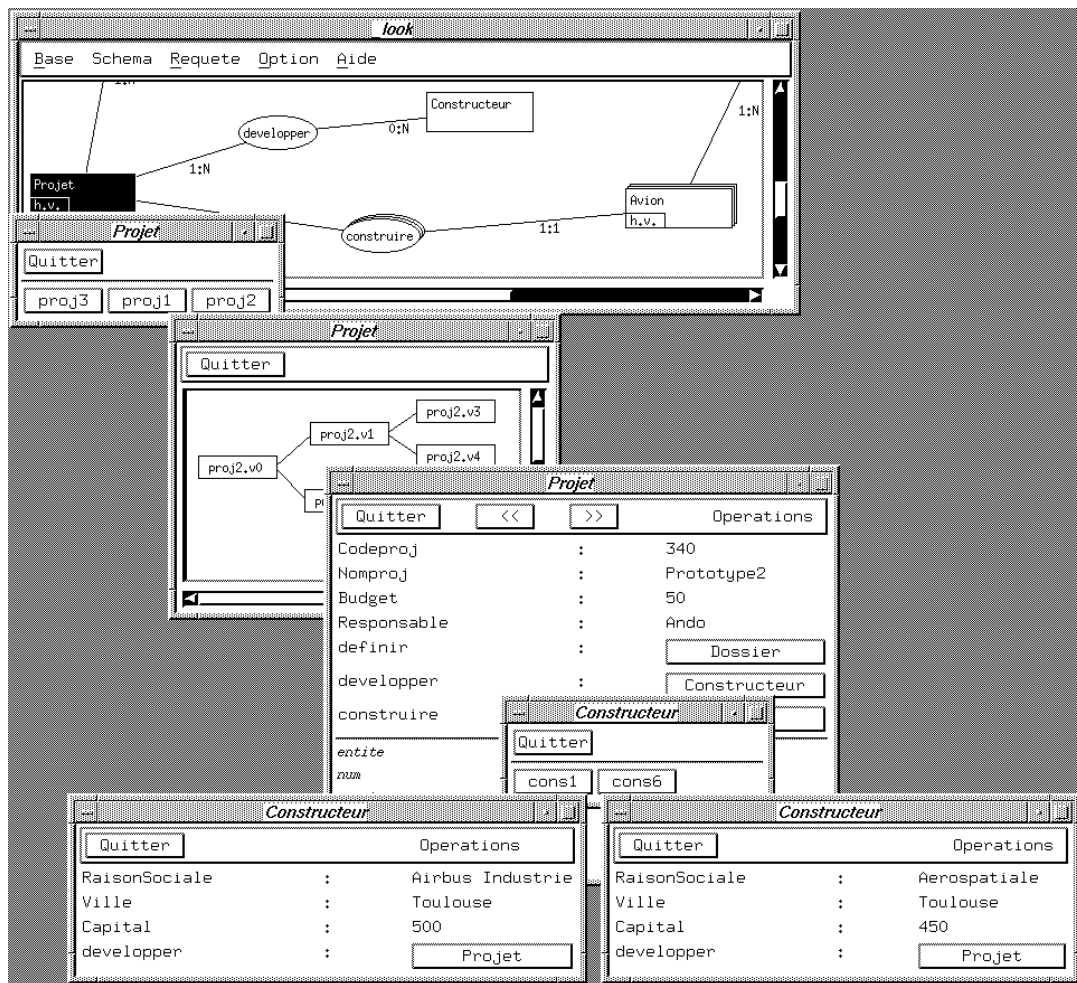 _look
Base Schema Requete Option Aide
1:N
Constructeur
developper
0:N
1:N
1:N
Projet
h.v.
Avion
h.v.
construire
1:1
Projet
Quitter
proj3 proj1 proj2
Projet
Quitter
proj2.v3
proj2.v1
proj2.v4
proj2.v0
Projet
Quitter << >> Operations
Codeproj : 340
Nomproj : Prototype2
Budget : 50
Responsable : Ando
definir : Dossier
developper : Constructeur
construire
Constructeur
entite
Quitter
num
cons1 cons6
Constructeur
Quitter Operations
RaisonSociale : Airbus Industrie
Ville : Toulouse
Capital : 500
developper : Projet
Constructeur
Quitter Operations
RaisonSociale : Aerospatiale
Ville : Toulouse
Capital : 450
developper : Projet